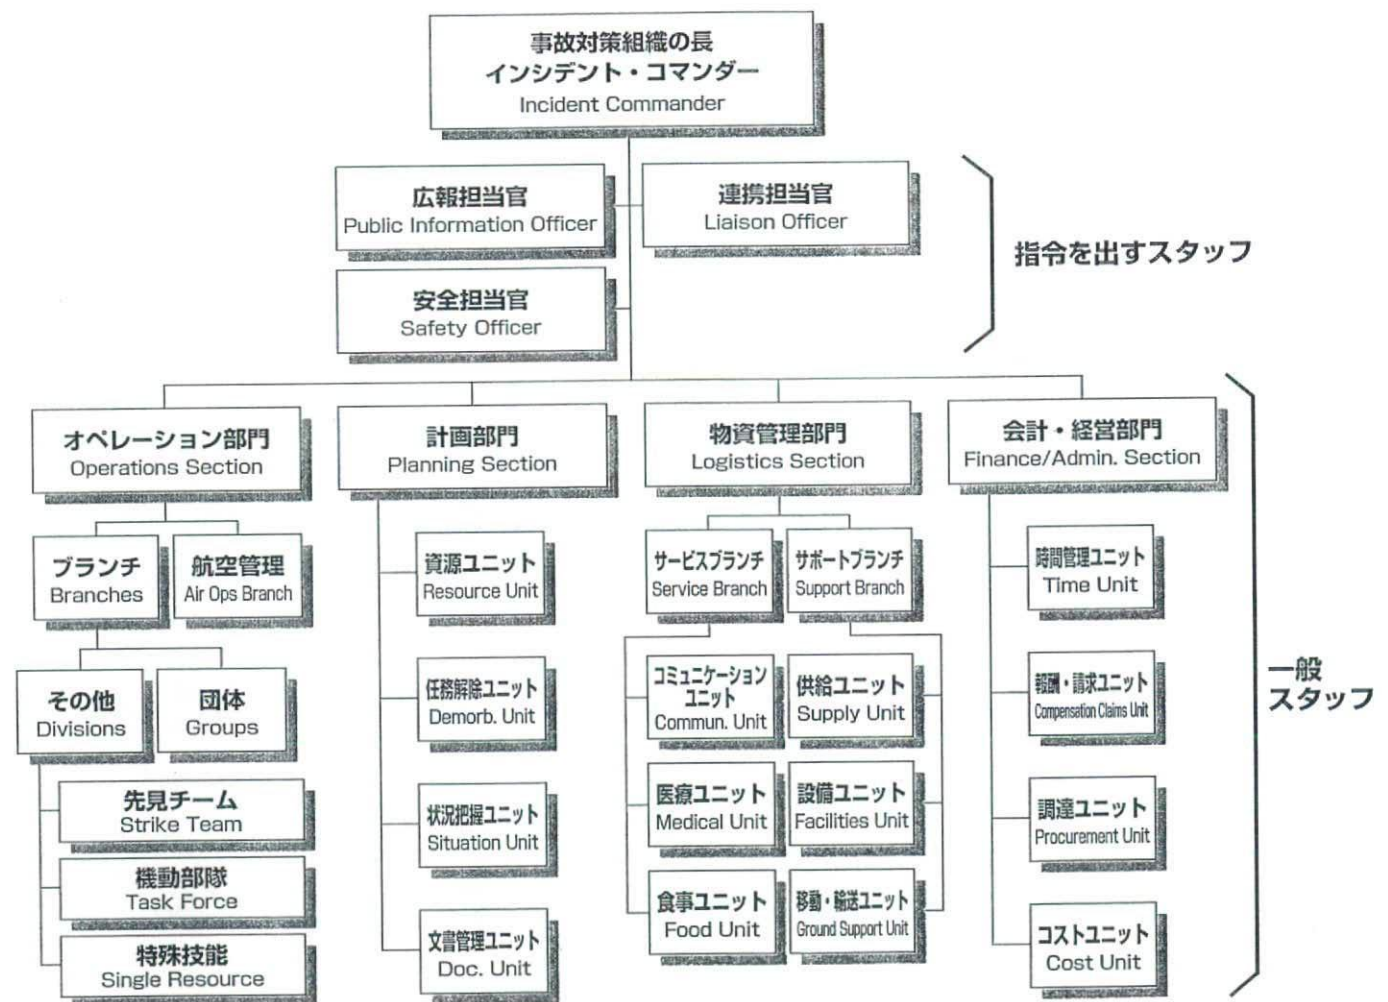 事故対策組織の長
インシデント・コマンダー
Incident Commander
広報担当官
Public Information Officer
連携担当官
Liaison Officer
安全担当官
Safety Officer
指令を出すスタッフ
オペレーション部門
Operations Section
計画部門
Planning Section
物資管理部門
Logistics Section
会計・経営部門
Finance/Admin. Section
ブランチ
Branches
航空管理
Air Ops Branch
その他
Divisions
団体
Groups
先見チーム
Strike Team
機動部隊
Task Force
特殊技能
Single Resource
資源ユニット
Resource Unit
任務解除ユニット
Demorb. Unit
状況把握ユニット
Situation Unit
文書管理ユニット
Doc. Unit
サービスブランチ
Service Branch
サポートブランチ
Support Branch
コミュニケーション
ユニット
Commun. Unit
供給ユニット
Supply Unit
医療ユニット
Medical Unit
設備ユニット
Facilities Unit
食事ユニット
Food Unit
移動・輸送ユニット
Ground Support Unit
時間管理ユニット
Time Unit
報酬・請求ユニット
Compensation Claims Unit
調達ユニット
Procurement Unit
コストユニット
Cost Unit
一般
スタッフ